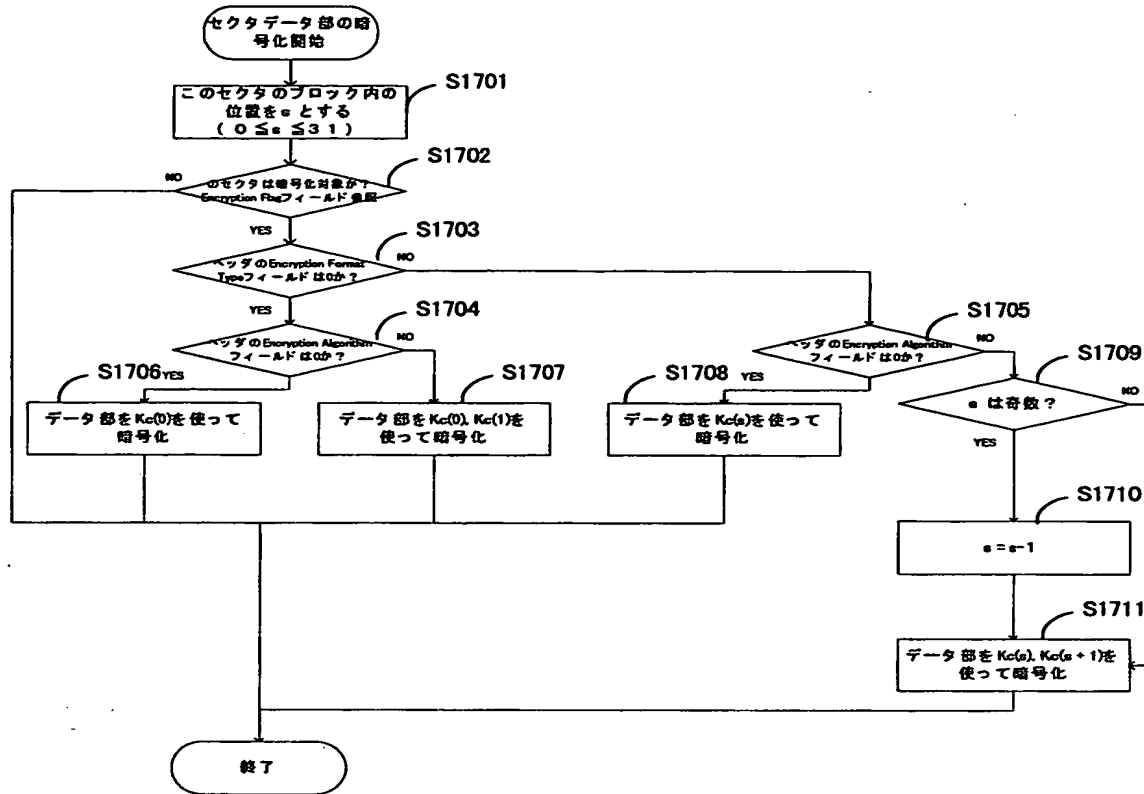 セクタデータ部の暗
号化開始
S1701
このセクタのブロック内の
位置をs とする
( 0 ≦s ≦3 1 )
S1702
NO
のセクタは暗号化対象か?
Encryption Flagフィールド
YES
S1703
NO
ヘッダのEncryption Format
Typeフィールドは0か?
YES
S1704
NO
ヘッダのEncryption Algorithm
フィールドは0か?
S1705
NO
ヘッダのEncryption Algorithm
フィールドは0か?
S1706
YES
データ部をKc(0)を使って
暗号化
S1707
データ部をKc(0)、Kc(1)を
使って暗号化
S1708
YES
データ部をKc(s)を使って
暗号化
S1709
NO
s は奇数?
YES
S1710
s = s-1
S1711
データ部をKc(s)、Kc(s + 1)を
使って暗号化
終了